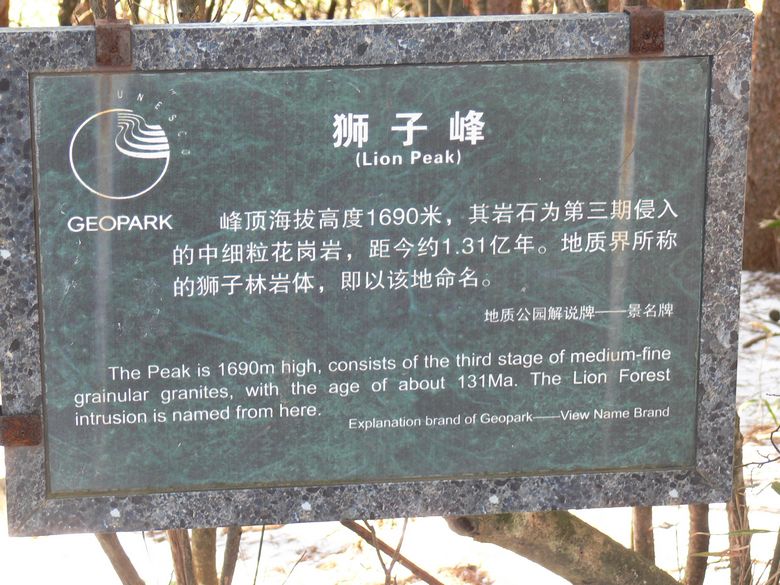 UNESCO
GEOPARK
狮子峰
(Lion Peak)
峰顶海拔高度1690米，其岩石为第三期侵入
的中细粒花岗岩，距今约1.31亿年。地质界所称
的狮子林岩体，即以该地命名。
地质公园解说牌——景名牌
The Peak is 1690m high, consists of the third stage of medium-fine
grainular granites, with the age of about 131Ma. The Lion Forest
intrusion is named from here.
Explanation brand of Geopark——View Name Brand